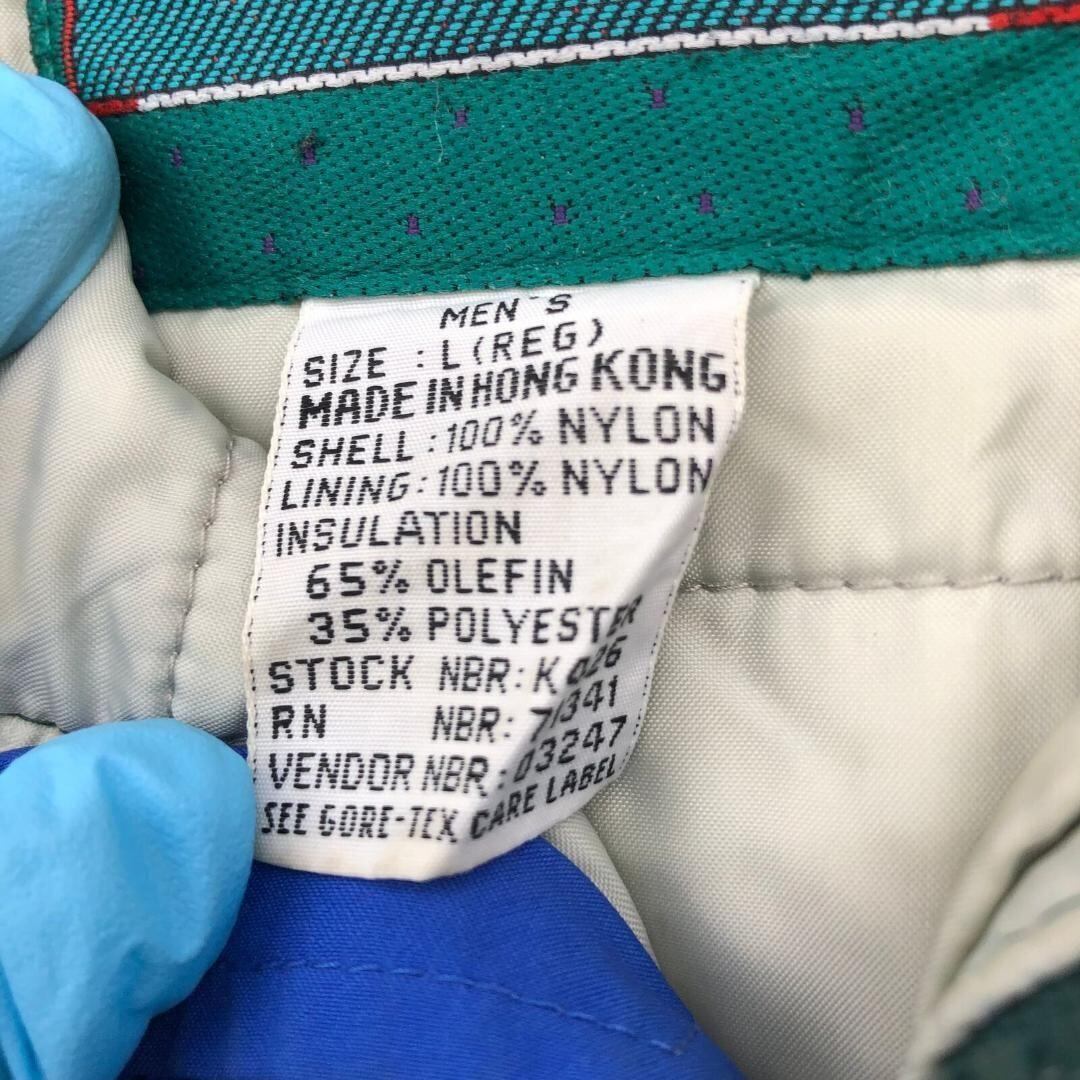 MEN'S
SIZE : L(REG)
MADE IN HONG KONG
SHELL : 100% NYLON
LINING : 100% NYLON
INSULATION
65% OLEFIN
35% POLYESTER
STOCK NBR: K 026
RN NBR: 71341
VENDOR NBR : 03247
SEE GORE-TEX CARE LABEL